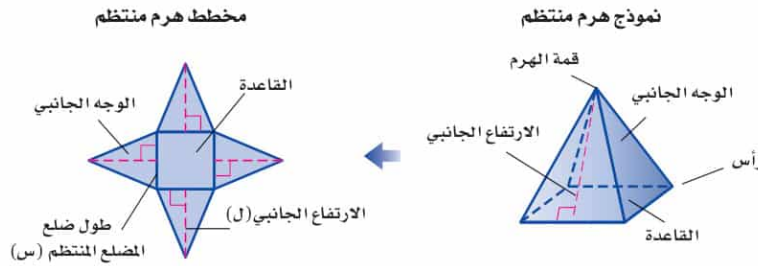 نموذج هرم منتظم
قمة الهرم
الوجه الجانبي
الارتفاع الجانبي
رأس
القاعدة
مخطط هرم منتظم
القاعدة
الوجه الجانبي
الارتفاع الجانبي(ل)
طول ضلع
المضلع المنتظم (س)